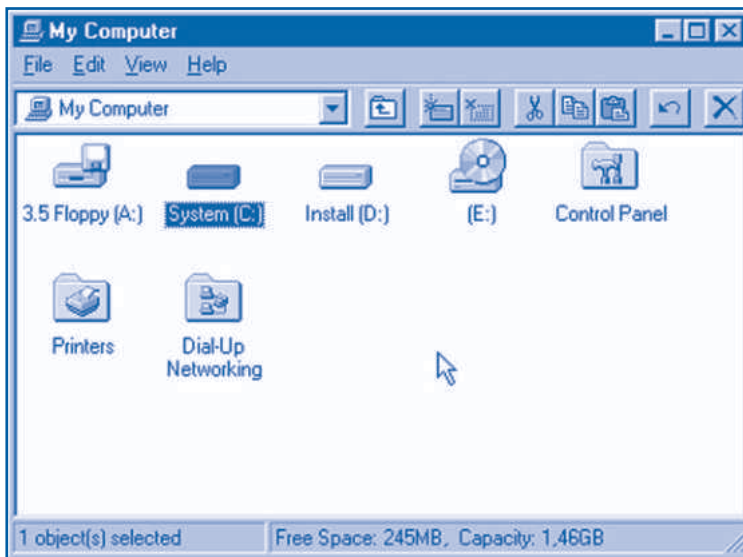 My Computer
File Edit View Help
My Computer
3.5 Floppy (A:) System (C:) Install (D:) (E:) Control Panel
Printers Dial-Up
Networking
1 object(s) selected Free Space: 245MB, Capacity: 1,46GB